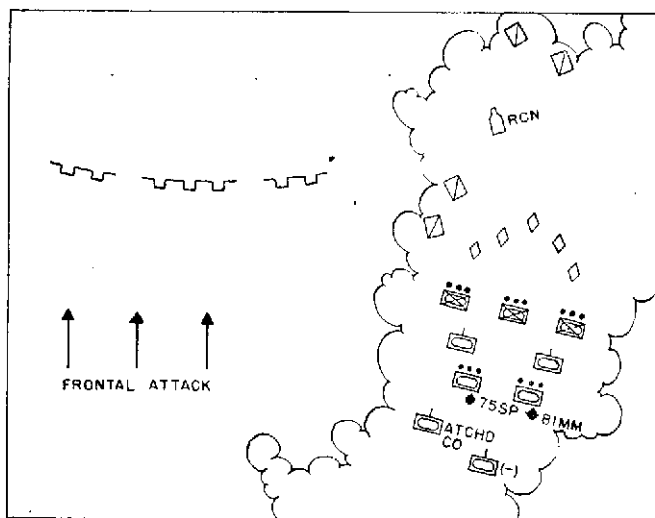 RCN
FRONTAL ATTACK
75SP
81MM
ATCHD
CO
(-)